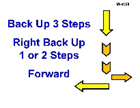 Back Up 3 Steps
Right Back Up
1 or 2 Steps
Forward